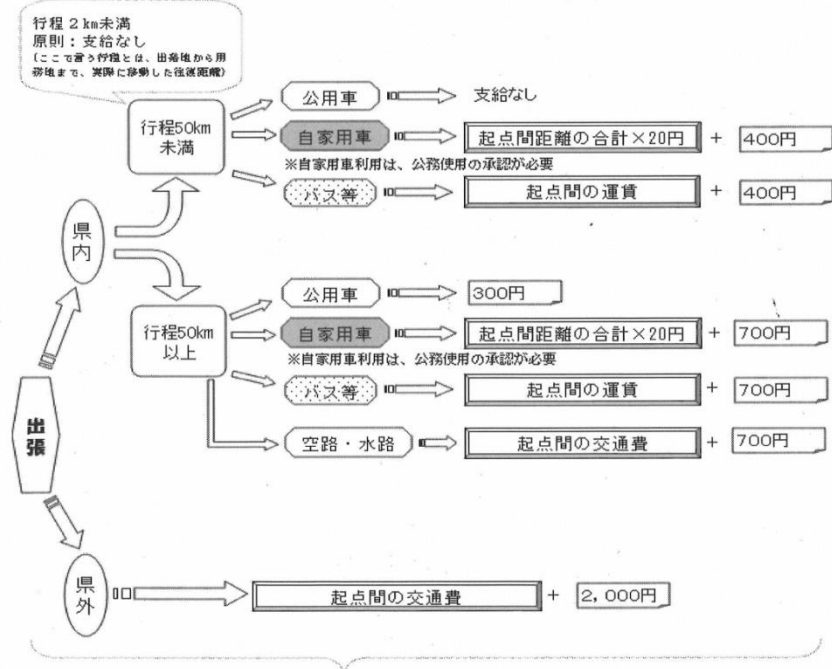 行程２km未満
原則：支給なし
(ここで言う行程とは、出発地から用
務地まで、実際に移動した往復距離)
行程50km
未満
公用車
支給なし
自家用車
起点間距離の合計×20円
+
400円
※自家用車利用は、公務使用の承認が必要
バス等
起点間の運賃
+
400円
県内
行程50km
以上
公用車
300円
自家用車
起点間距離の合計×20円
+
700円
※自家用車利用は、公務使用の承認が必要
バス等
起点間の運賃
+
700円
空路・水路
起点間の交通費
+
700円
出張
県外
起点間の交通費
+
2,000円